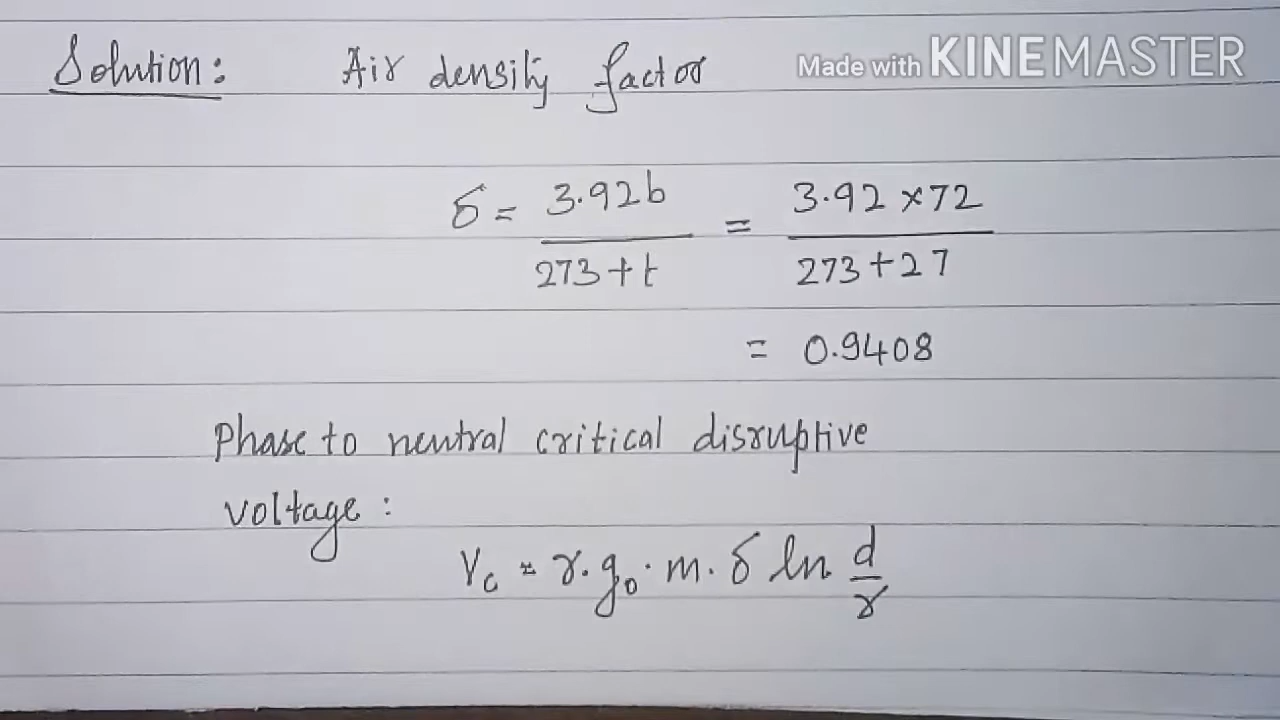 Solution: Air density factor
Made with KINEMASTER
δ = 3.92b / 273+t = 3.92 × 72 / 273+27
= 0.9408
Phase to neutral critical disruptive
voltage:
Vc = r. g₀. m. δ ln d/r